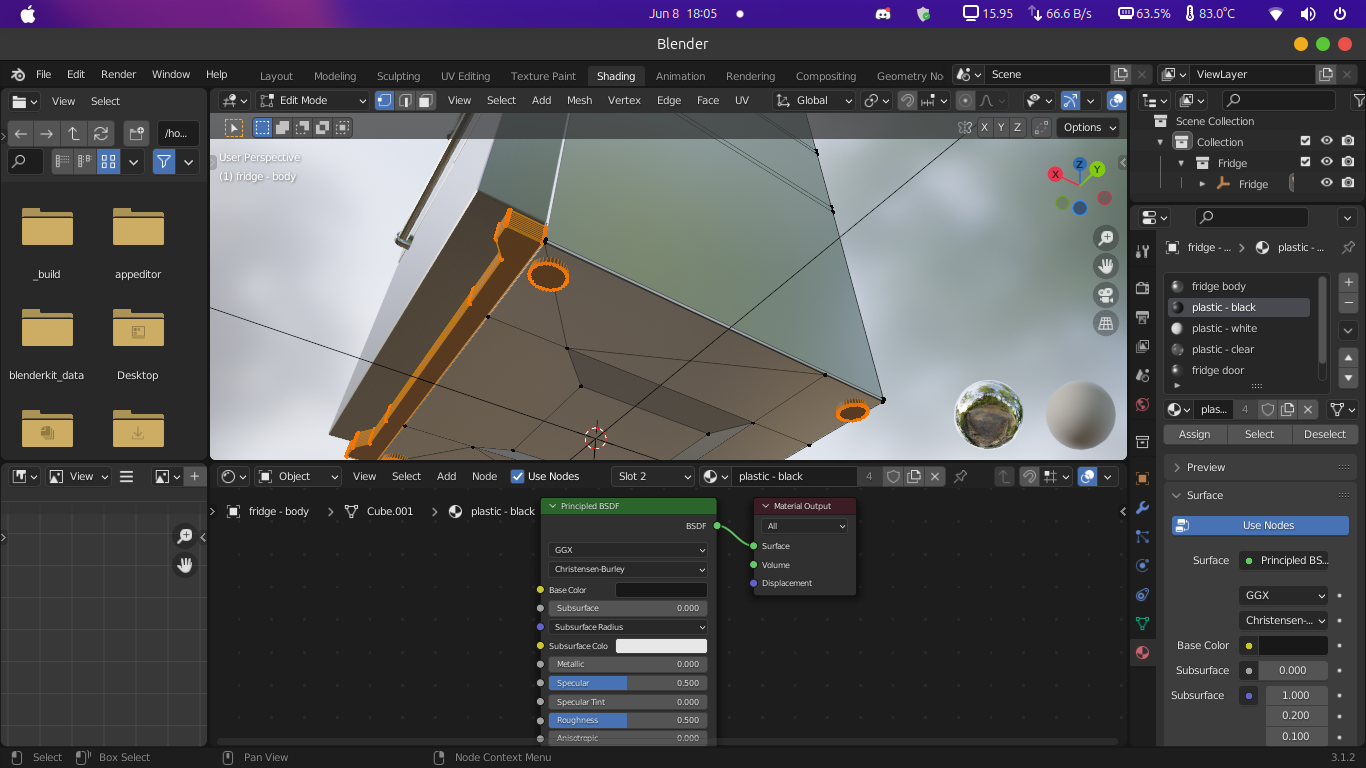 Jun 8 18:05
15.95
66.6 B/s
63.5%
83.0°C
Blender
File Edit Render Window Help
Layout Modeling Sculpting UV Editing Texture Paint Shading Animation Rendering Compositing Geometry No
Scene
ViewLayer
View Select
Edit Mode
View Select Add Mesh Vertex Edge Face UV
Global
/ho...
X Y Z
Options
User Perspective
(1) fridge - body
X Y Z
_build
appeditor
blenderkit_data
Desktop
Scene Collection
Collection
Fridge
Fridge
fridge - ...
plastic - ...
fridge body
plastic - black
plastic - white
plastic - clear
fridge door
plas...
4
Assign Select Deselect
Preview
Surface
Use Nodes
Surface
Principled BS...
GGX
Christensen-...
Base Color
Subsurface
0.000
Subsurface
1.000
0.200
0.100
View
Object
View Select Add Node
Use Nodes
Slot 2
plastic - black
4
fridge - body
Cube.001
plastic - black
Principled BSDF
BSDF
GGX
Christensen-Burley
Base Color
Subsurface 0.000
Subsurface Radius
Subsurface Colo
Metallic 0.000
Specular 0.500
Specular Tint 0.000
Roughness 0.500
Anisotropic 0.000
Material Output
All
Surface
Volume
Displacement
Select
Box Select
Pan View
Node Context Menu
3.1.2